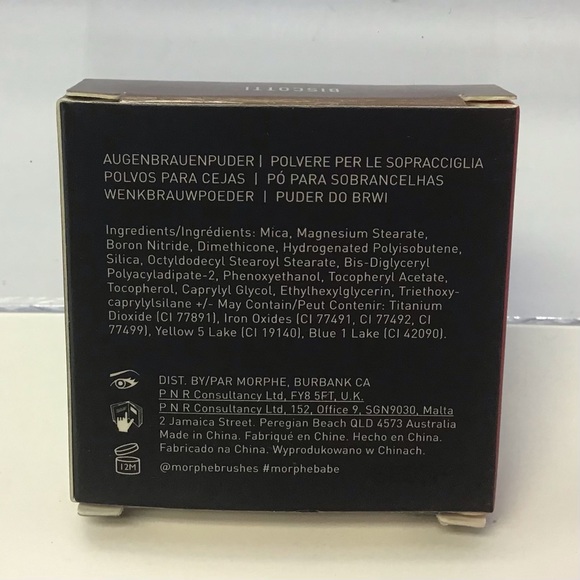 BISCOTTI
AUGENBRAUENPUDER | POLVERE PER LE SOPRACCIGLIA
POLVOS PARA CEJAS | PÓ PARA SOBRANCELHAS
WENKBRAUWPOEDER | PUDER DO BRWI
Ingredients/Ingrédients: Mica, Magnesium Stearate,
Boron Nitride, Dimethicone, Hydrogenated Polyisobutene,
Silica, Octyldodecyl Stearoyl Stearate, Bis-Diglyceryl
Polyacyladipate-2, Phenoxyethanol, Tocopheryl Acetate,
Tocopherol, Caprylyl Glycol, Ethylhexylglycerin, Triethoxy-
caprylylsilane +/- May Contain/Peut Contenir: Titanium
Dioxide (CI 77891), Iron Oxides (CI 77491, CI 77492, CI
77499), Yellow 5 Lake (CI 19140), Blue 1 Lake (CI 42090).
DIST. BY/PAR MORPHE, BURBANK CA
P N R Consultancy Ltd, FY8 5FT, U.K.
P N R Consultancy Ltd, 152, Office 9, SGN9030, Malta
2 Jamaica Street. Peregian Beach QLD 4573 Australia
Made in China. Fabriqué en Chine. Hecho en China.
Fabricado na China. Wyprodukowano w Chinach.
12M
@morphebrushes #morphebabe